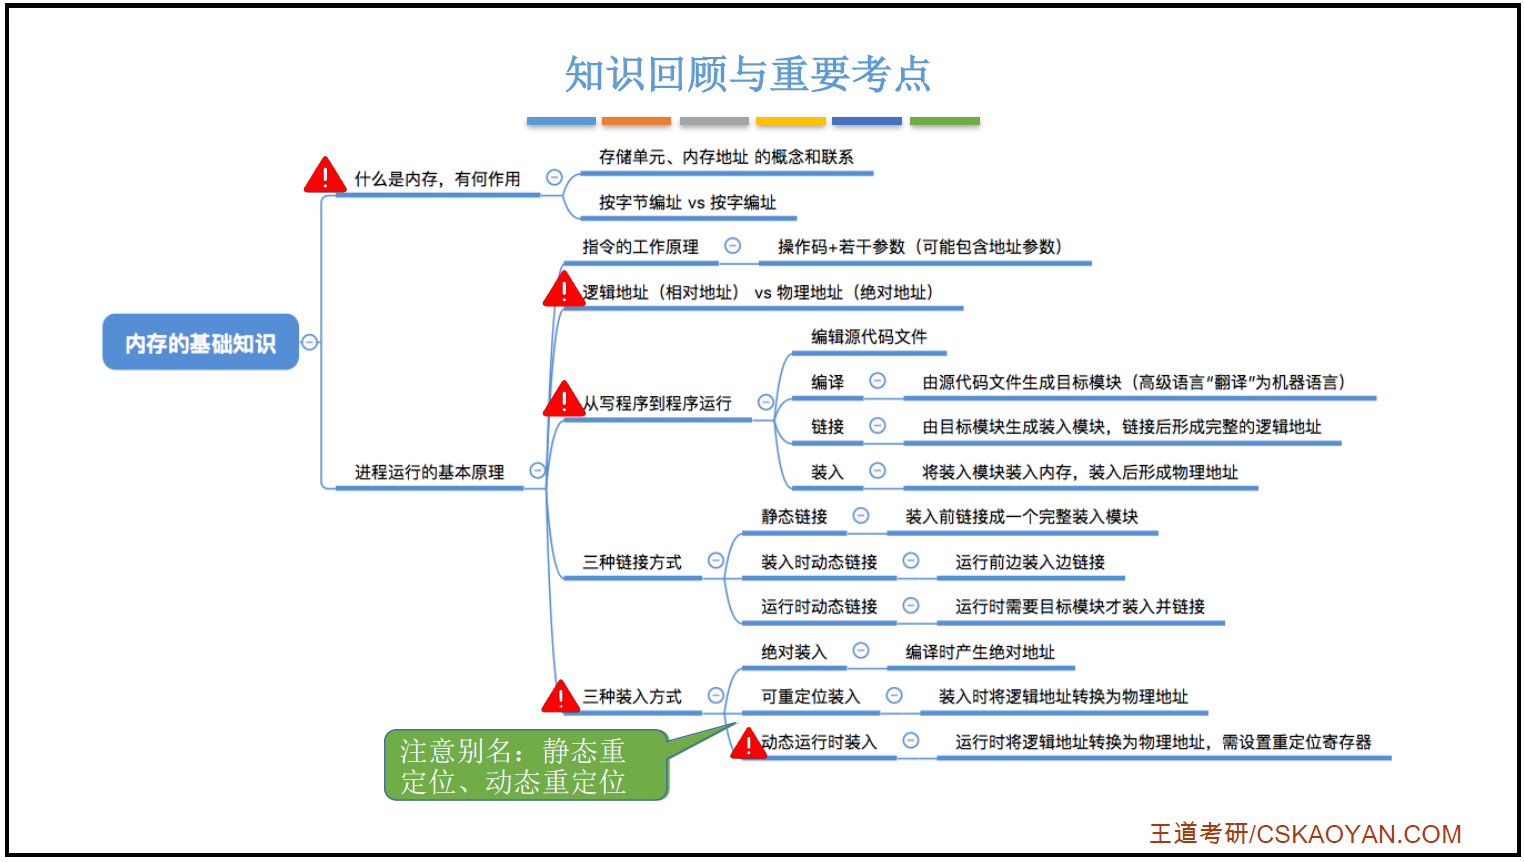 知识回顾与重要考点
存储单元、内存地址 的概念和联系
什么是内存，有何作用
按字节编址 vs 按字编址
指令的工作原理
操作码+若干参数（可能包含地址参数）
逻辑地址（相对地址） vs 物理地址（绝对地址）
内存的基础知识
编辑源代码文件
编译
由源代码文件生成目标模块（高级语言“翻译”为机器语言）
从写程序到程序运行
链接
由目标模块生成装入模块，链接后形成完整的逻辑地址
进程运行的基本原理
装入
将装入模块装入内存，装入后形成物理地址
静态链接
装入前链接成一个完整装入模块
三种链接方式
装入时动态链接
运行前边装入边链接
运行时动态链接
运行时需要目标模块才装入并链接
绝对装入
编译时产生绝对地址
三种装入方式
可重定位装入
装入时将逻辑地址转换为物理地址
动态运行时装入
运行时将逻辑地址转换为物理地址，需设置重定位寄存器
注意别名：静态重
定位、动态重定位
王道考研/CSKAOYAN.COM